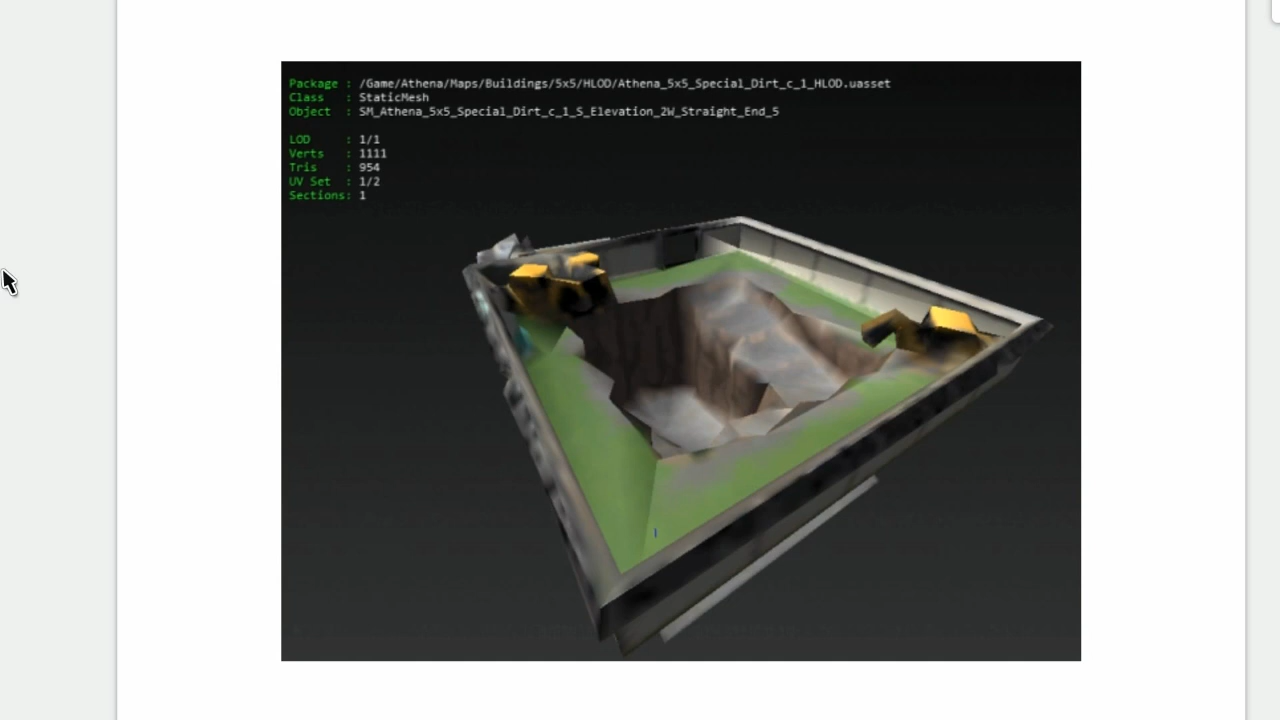 Package : /Game/Athena/Maps/Buildings/5x5/HLOD/Athena_5x5_Special_Dirt_c_1_HLOD.uasset
Class : StaticMesh
Object : SM_Athena_5x5_Special_Dirt_c_1_S_Elevation_2W_Straight_End_5
LOD : 1/1
Verts : 1111
Tris : 954
UV Set : 1/2
Sections: 1